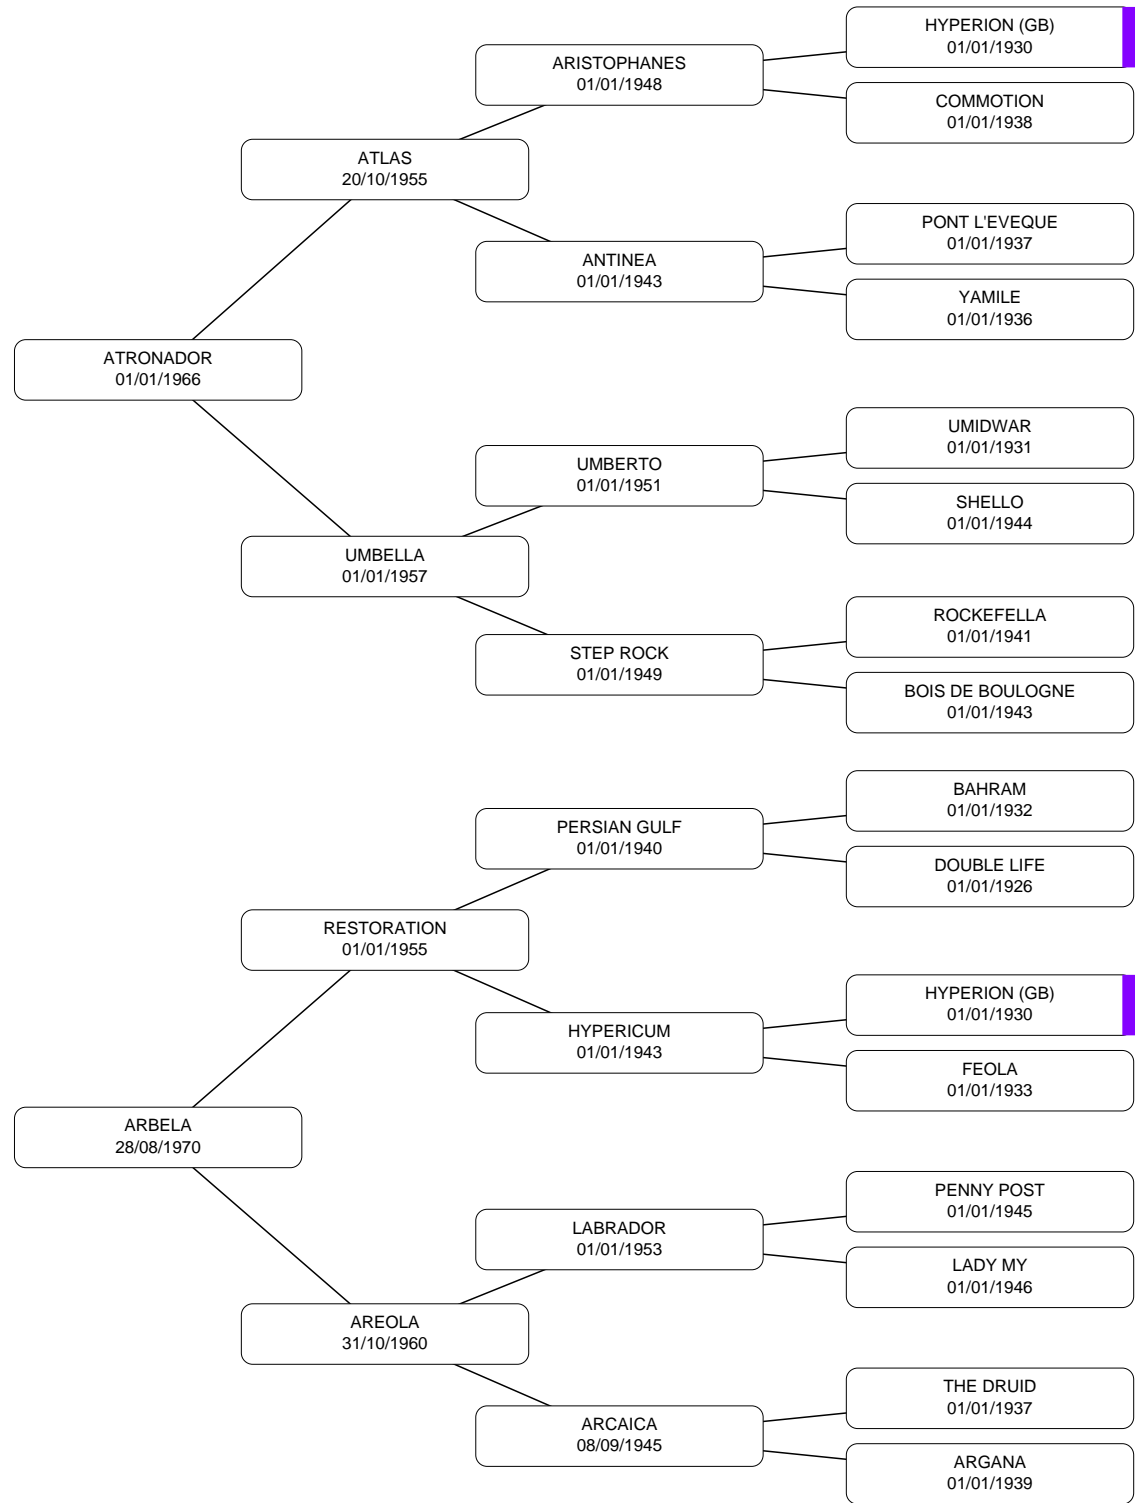 HYPERION (GB)
01/01/1930
ARISTOPHANES
01/01/1948
COMMOTION
01/01/1938
ATLAS
20/10/1955
PONT L'EVEQUE
01/01/1937
ANTINEA
01/01/1943
YAMILE
01/01/1936
ATRONADOR
01/01/1966
UMIDWAR
01/01/1931
UMBERTO
01/01/1951
SHELLO
01/01/1944
UMBELLA
01/01/1957
ROCKEFELLA
01/01/1941
STEP ROCK
01/01/1949
BOIS DE BOULOGNE
01/01/1943
BAHRAM
01/01/1932
PERSIAN GULF
01/01/1940
DOUBLE LIFE
01/01/1926
RESTORATION
01/01/1955
HYPERION (GB)
01/01/1930
HYPERICUM
01/01/1943
FEOLA
01/01/1933
ARBELA
28/08/1970
PENNY POST
01/01/1945
LABRADOR
01/01/1953
LADY MY
01/01/1946
AREOLA
31/10/1960
THE DRUID
01/01/1937
ARCAICA
08/09/1945
ARGANA
01/01/1939